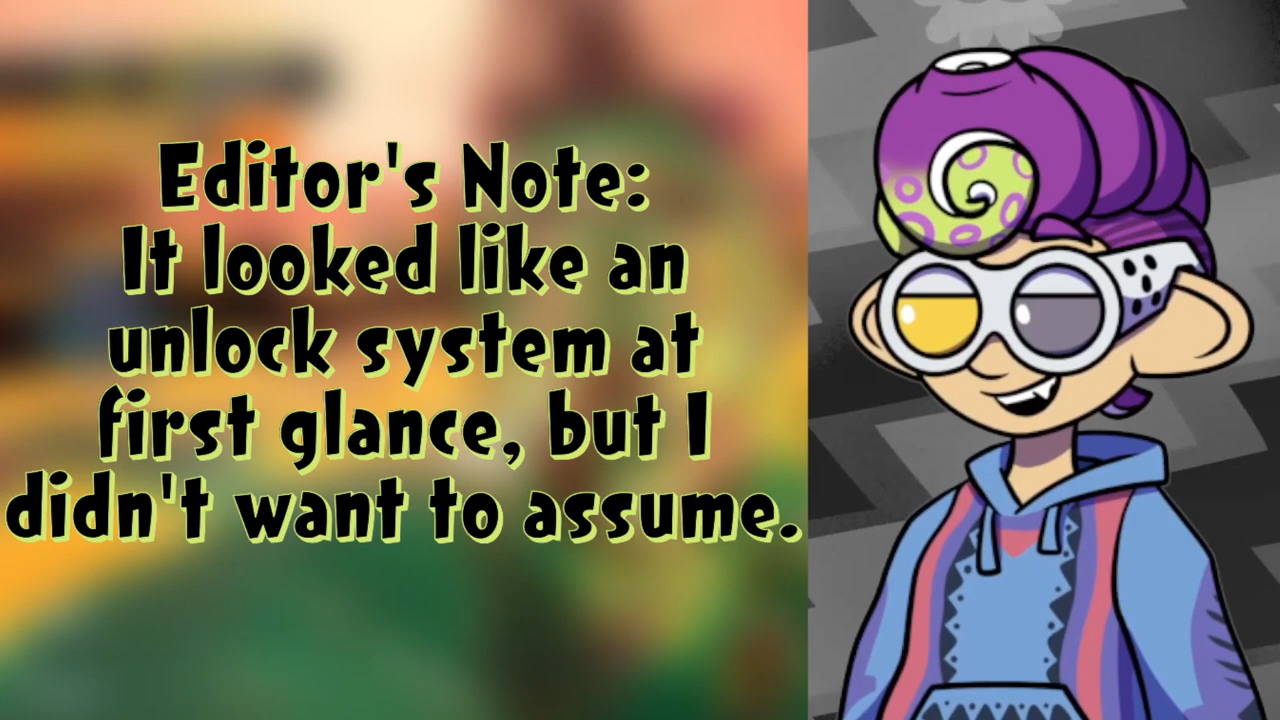 Editor's Note:
It looked like an
unlock system at
first glance, but I
didn't want to assume.